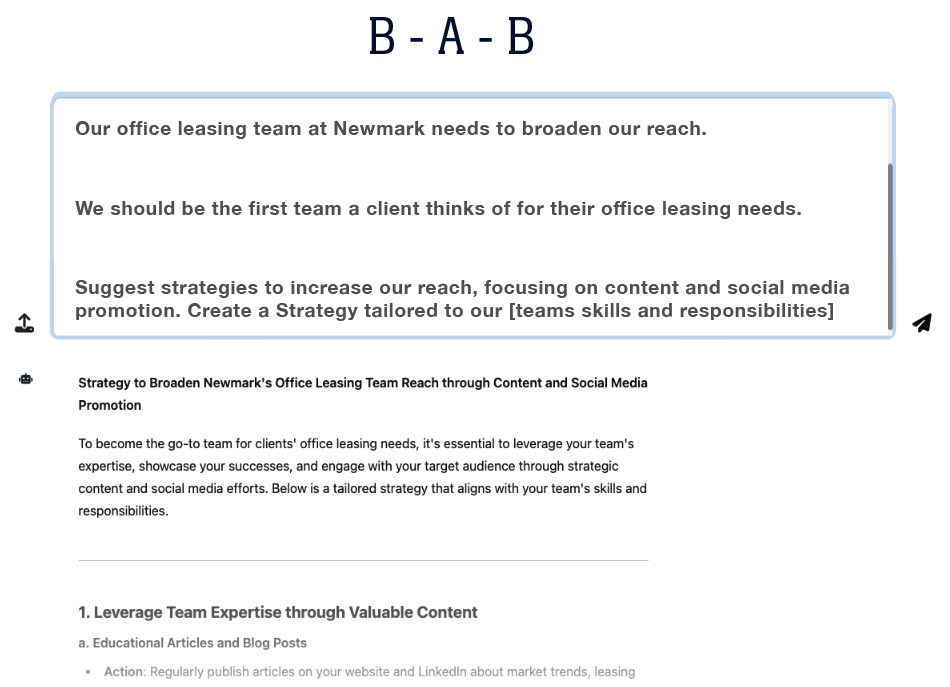 B - A - B
Our office leasing team at Newmark needs to broaden our reach.
We should be the first team a client thinks of for their office leasing needs.
Suggest strategies to increase our reach, focusing on content and social media
promotion. Create a Strategy tailored to our [teams skills and responsibilities]
Strategy to Broaden Newmark's Office Leasing Team Reach through Content and Social Media
Promotion
To become the go-to team for clients' office leasing needs, it's essential to leverage your team's
expertise, showcase your successes, and engage with your target audience through strategic
content and social media efforts. Below is a tailored strategy that aligns with your team's skills and
responsibilities.
1. Leverage Team Expertise through Valuable Content
a. Educational Articles and Blog Posts
• Action: Regularly publish articles on your website and LinkedIn about market trends, leasing